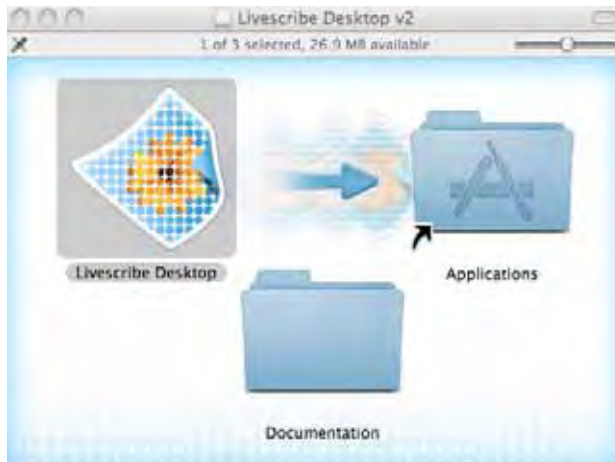 Livescribe Desktop v2
1 of 3 selected, 26.9 MB available
Livescribe Desktop
Applications
Documentation